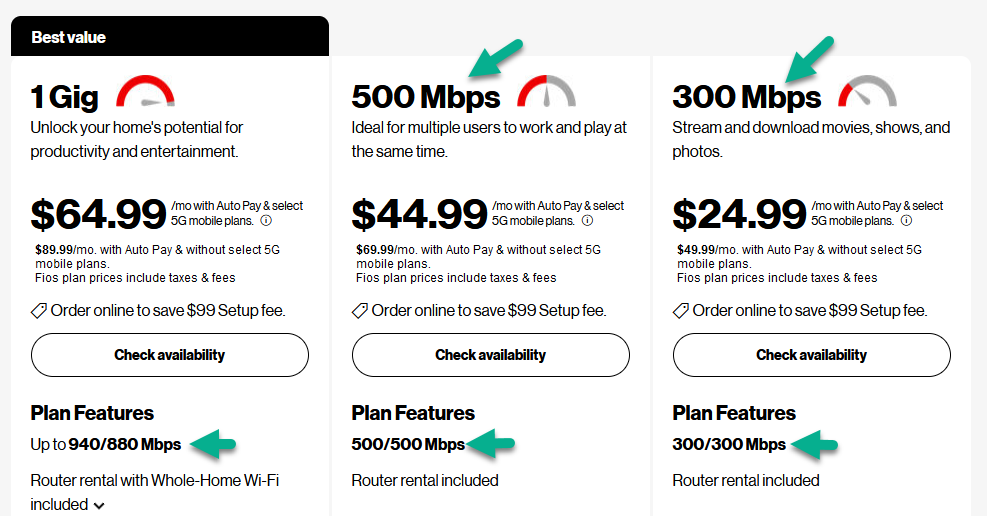 Best value
1 Gig
Unlock your home's potential for
productivity and entertainment.
$64.99 /mo with Auto Pay & select
5G mobile plans.
$89.99/mo. with Auto Pay & without select 5G
mobile plans.
Fios plan prices include taxes & fees
Order online to save $99 Setup fee.
Check availability
Plan Features
Up to 940/880 Mbps
Router rental with Whole-Home Wi-Fi
included
500 Mbps
Ideal for multiple users to work and play at
the same time.
$44.99 /mo with Auto Pay & select
5G mobile plans.
$69.99/mo. with Auto Pay & without select 5G
mobile plans.
Fios plan prices include taxes & fees
Order online to save $99 Setup fee.
Check availability
Plan Features
500/500 Mbps
Router rental included
300 Mbps
Stream and download movies, shows, and
photos.
$24.99 /mo with Auto Pay & select
5G mobile plans.
$49.99/mo. with Auto Pay & without select 5G
mobile plans.
Fios plan prices include taxes & fees
Order online to save $99 Setup fee.
Check availability
Plan Features
300/300 Mbps
Router rental included